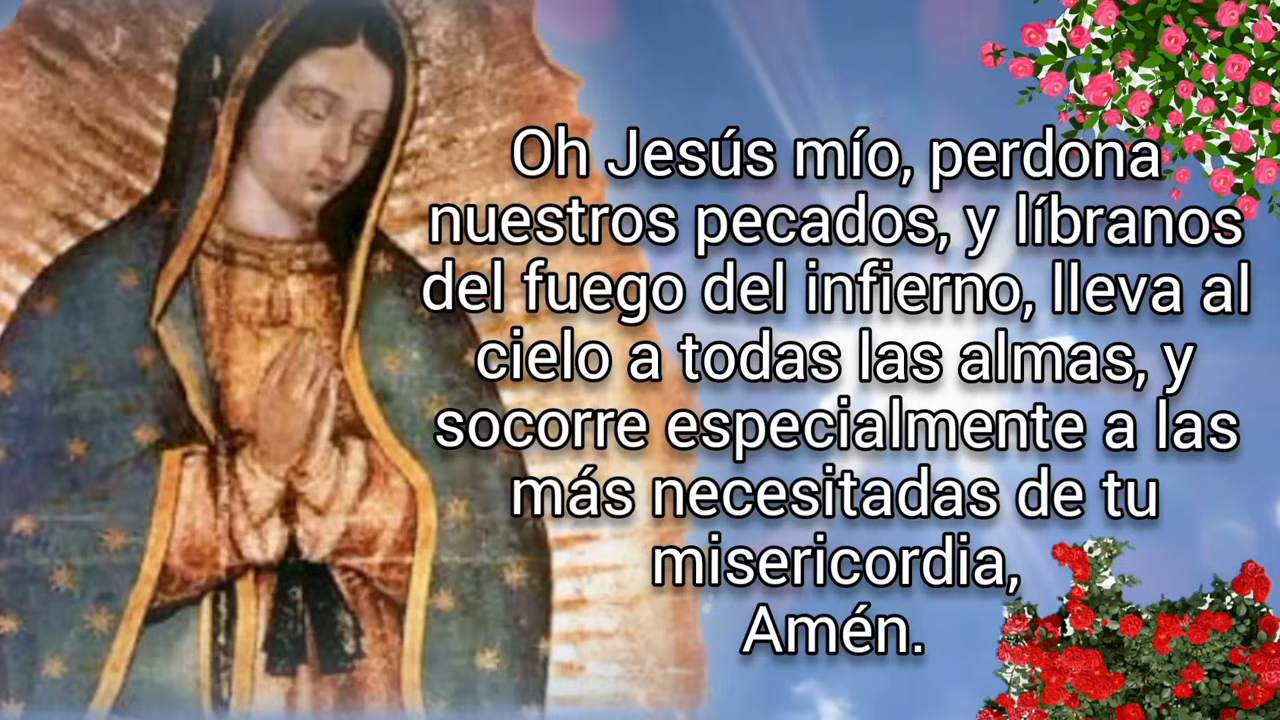 Oh Jesús mío, perdona
nuestros pecados, y líbranos
del fuego del infierno, lleva al
cielo a todas las almas, y
socorre especialmente a las
más necesitadas de tu
misericordia,
Amén.